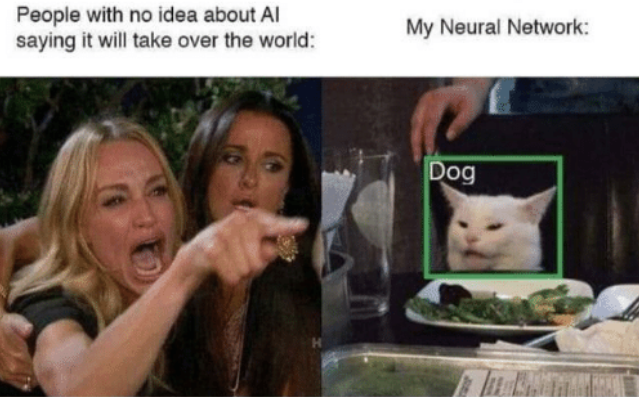 People with no idea about AI
saying it will take over the world:
My Neural Network:
Dog